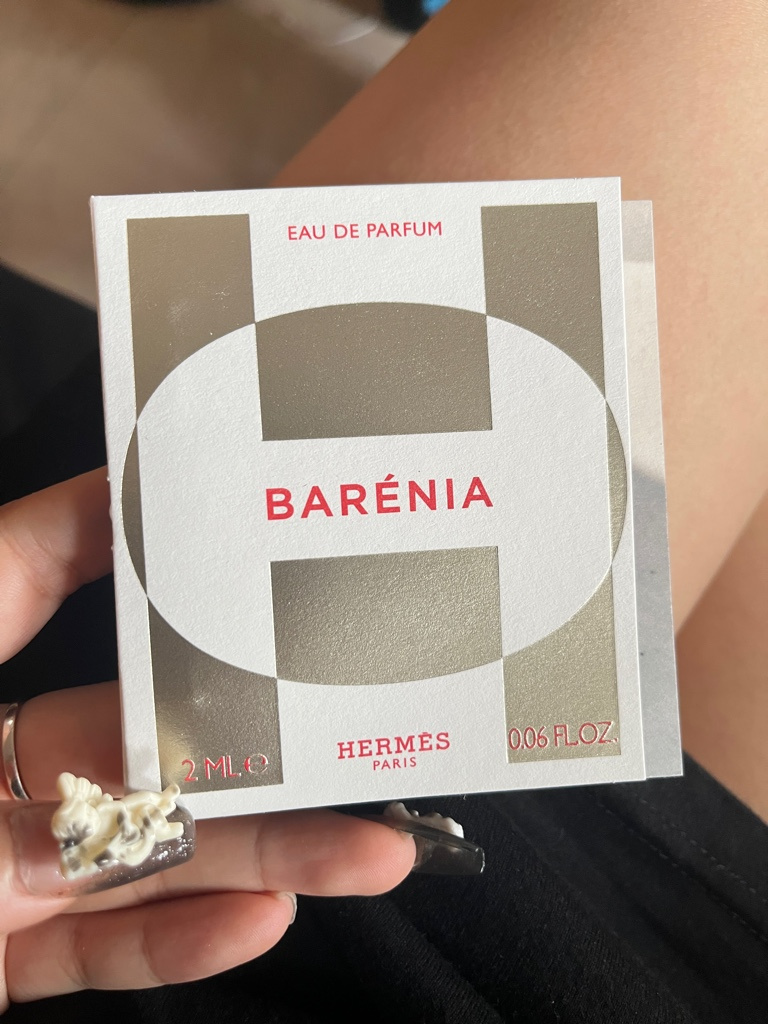 EAU DE PARFUM
BARÉNIA
HERMÈS
PARIS
2 ML ℮
0.06 FL.OZ.